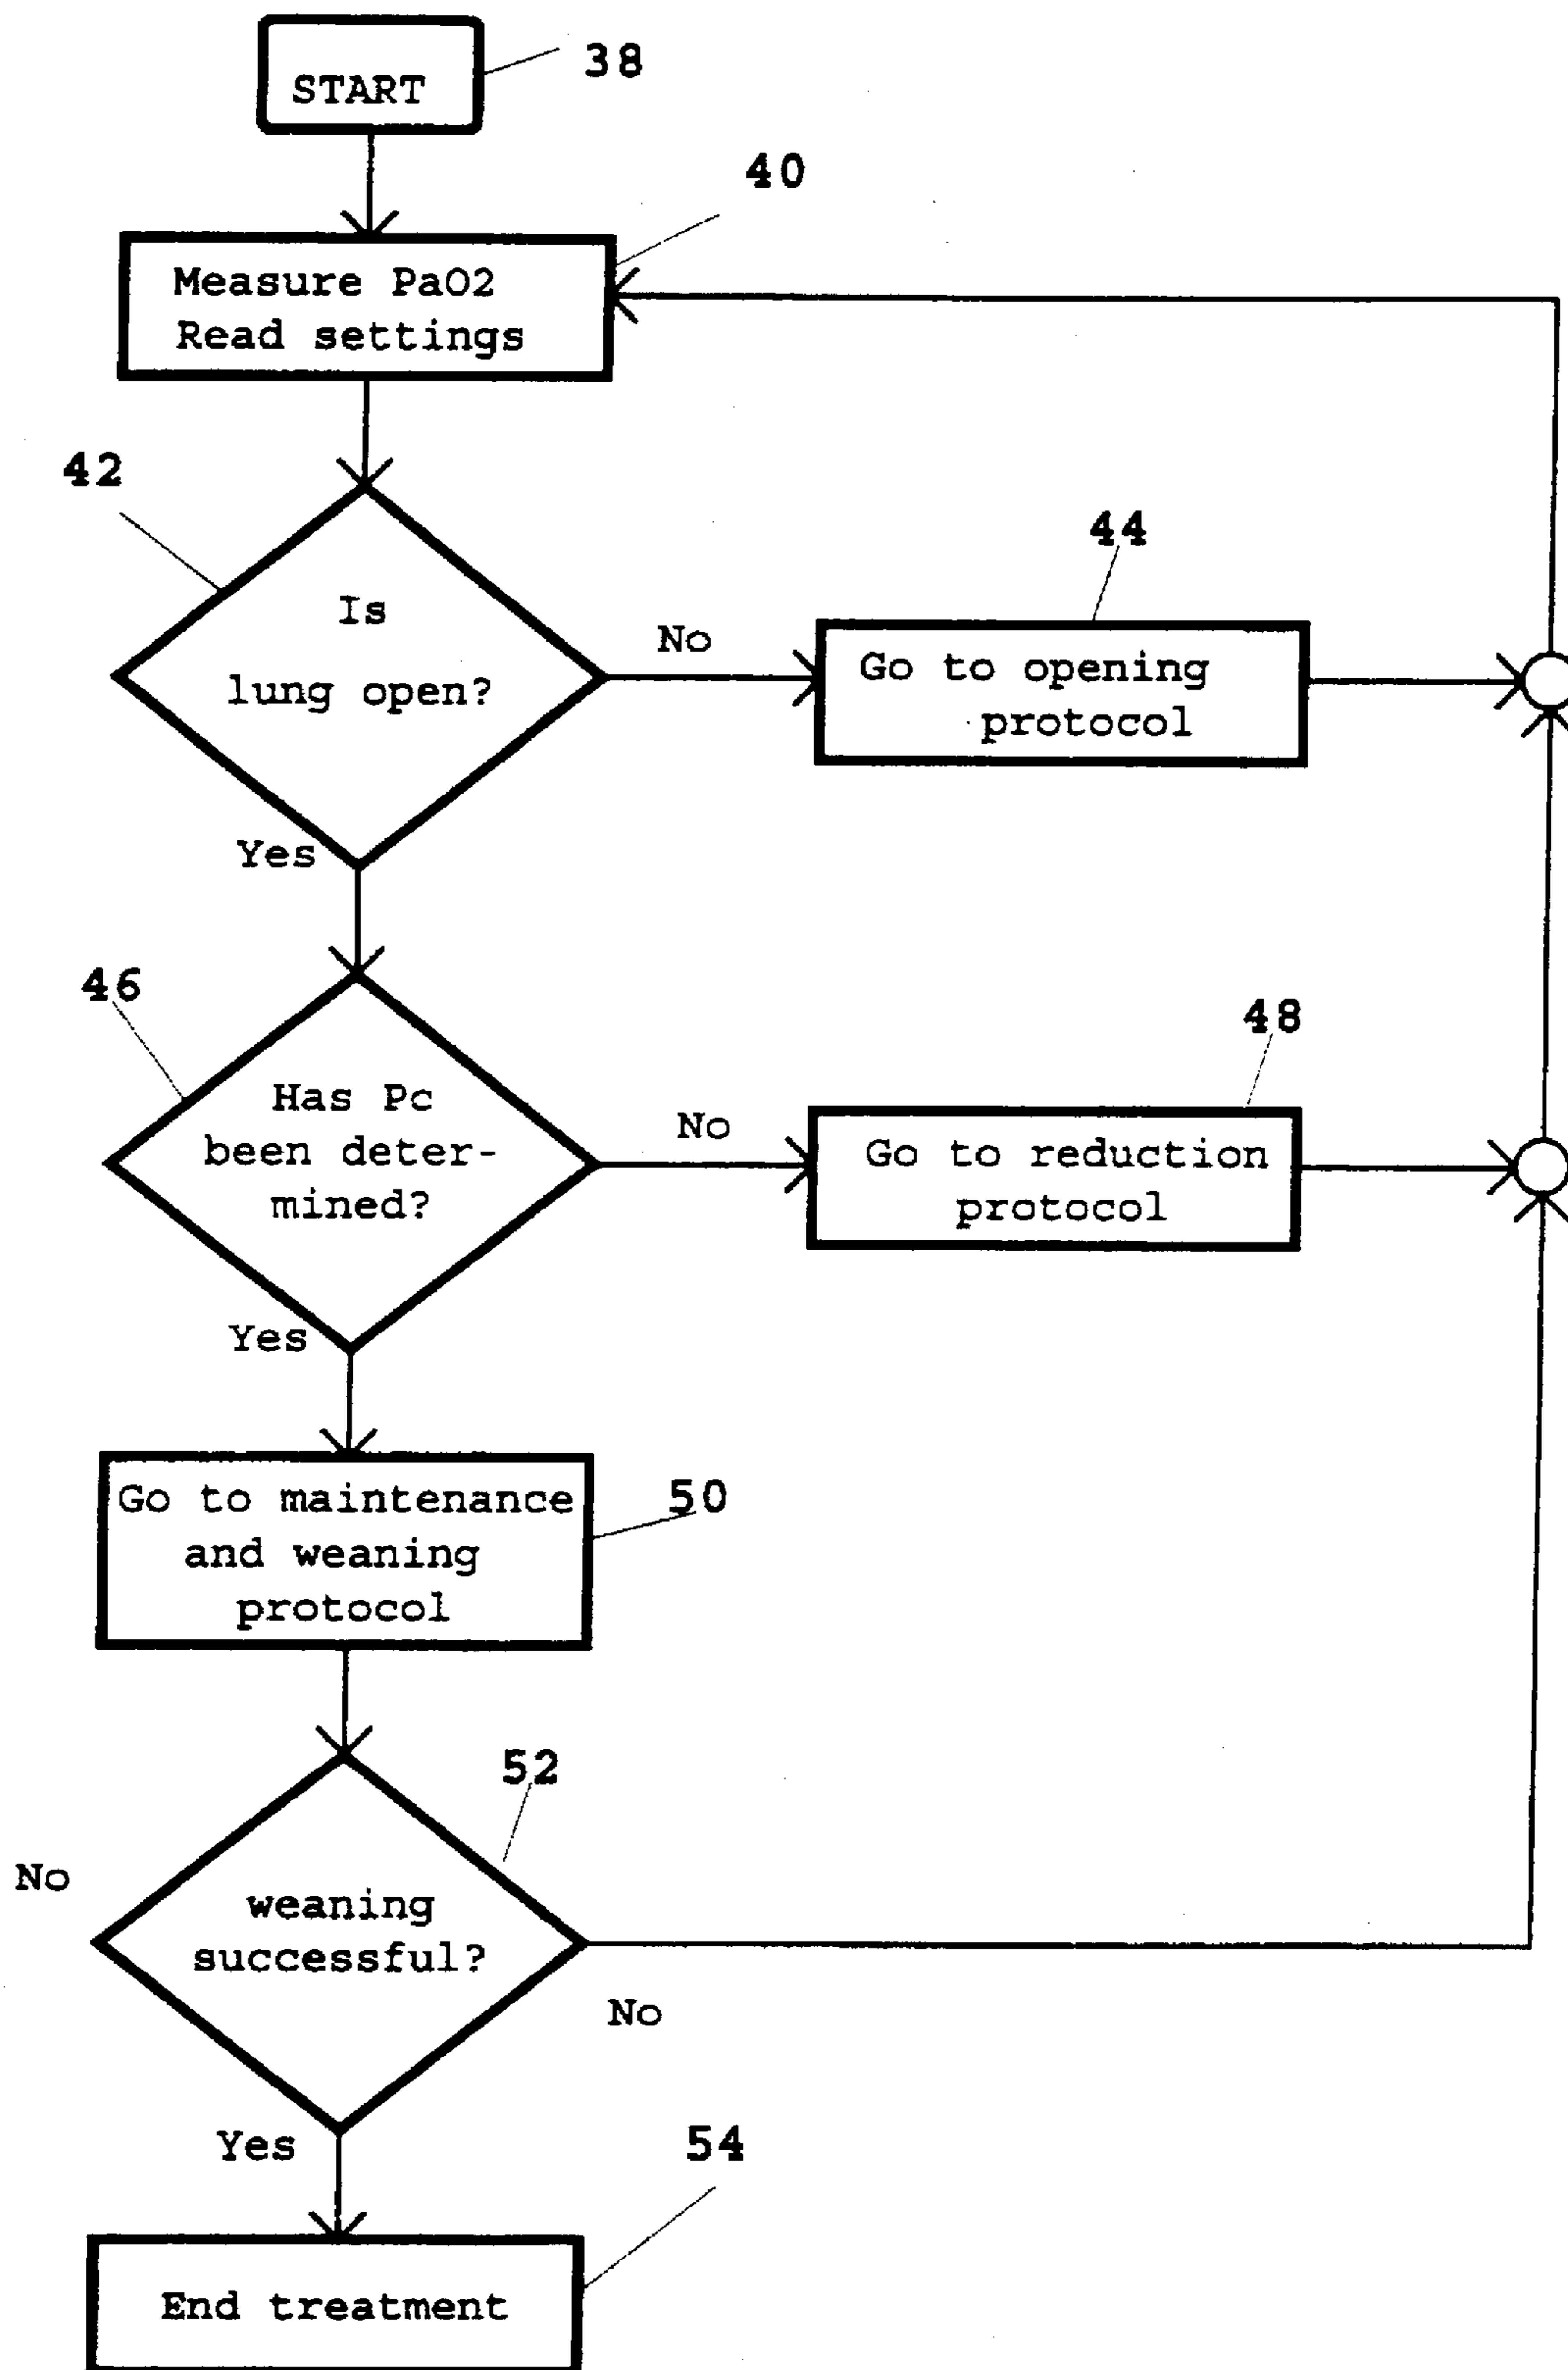 START
38
40
Measure PaO2
Read settings
42
Is
lung open?
No
44
Go to opening
protocol
Yes
46
Has Pc
been deter-
mined?
No
48
Go to reduction
protocol
Yes
Go to maintenance
and weaning
protocol
50
52
No
weaning
successful?
No
Yes
54
End treatment